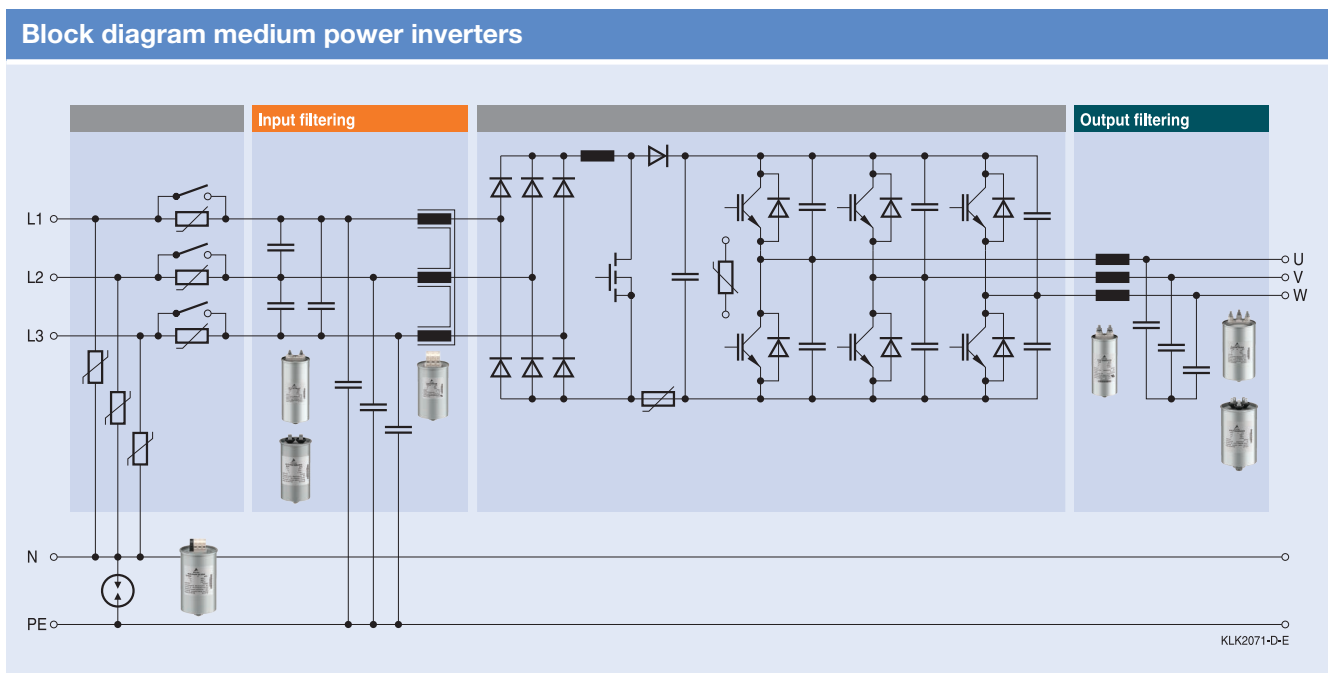 Block diagram medium power inverters
Input filtering
Output filtering
L1
L2
L3
U
V
W
N
PE
KLK2071-D-E